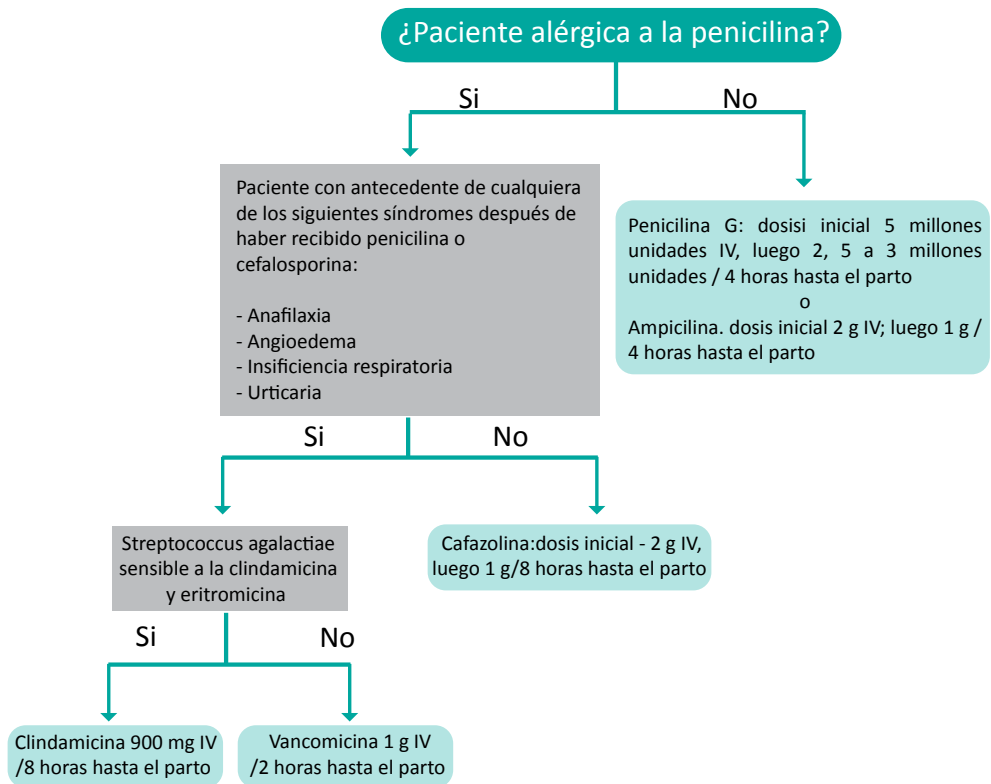 ¿Paciente alérgica a la penicilina?
Si
No
Paciente con antecedente de cualquiera
de los siguientes síndromes después de
haber recibido penicilina o
cefalosporina:
- Anafilaxia
- Angioedema
- Insificiencia respiratoria
- Urticaria
Penicilina G: dosisi inicial 5 millones
unidades IV, luego 2, 5 a 3 millones
unidades / 4 horas hasta el parto
o
Ampicilina. dosis inicial 2 g IV; luego 1 g /
4 horas hasta el parto
Si
No
Streptococcus agalactiae
sensible a la clindamicina
y eritromicina
Cafazolina:dosis inicial - 2 g IV,
luego 1 g/8 horas hasta el parto
Si
No
Clindamicina 900 mg IV
/8 horas hasta el parto
Vancomicina 1 g IV
/2 horas hasta el parto